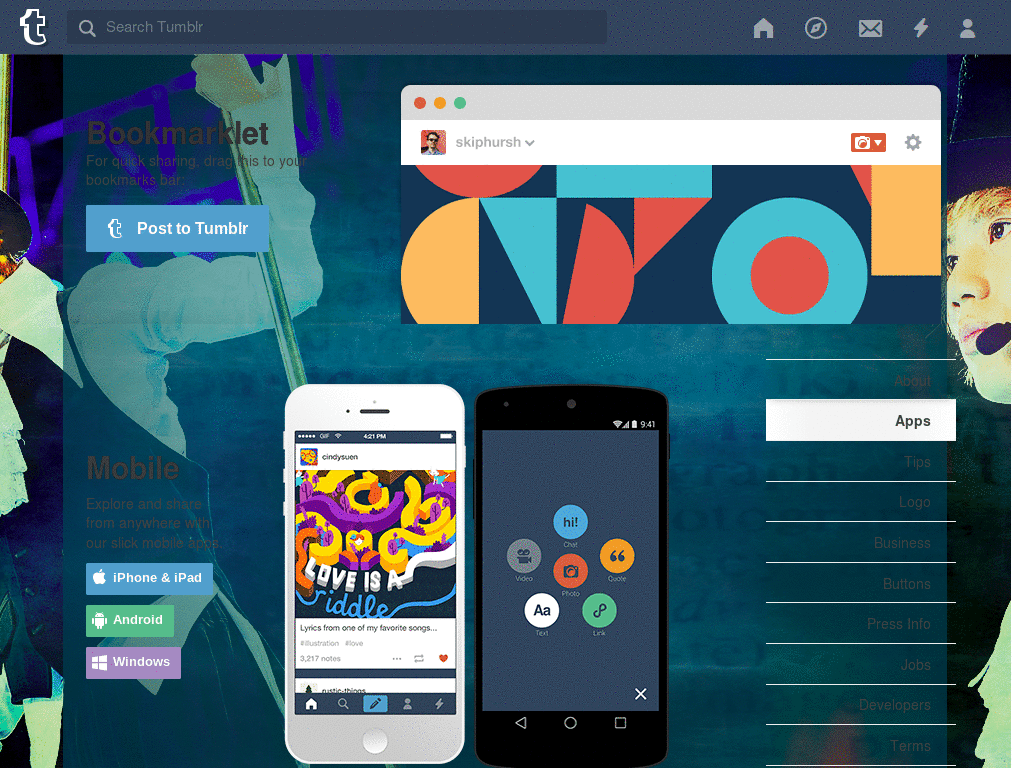 Search Tumblr
Bookmarklet
For quick sharing, drag this to your
bookmarks bar:
Post to Tumblr
skiphursh
About
Apps
Tips
Logo
Business
Buttons
Press Info
Jobs
Developers
Terms
Mobile
Explore and share
from anywhere with
our slick mobile apps.
iPhone & iPad
Android
Windows
GIF
4:21 PM
cindysuen
LOVE IS A
riddle
Lyrics from one of my favorite songs...
#illustration #love
3,217 notes
rustic-things
9:41
hi!
Chat
Video
Photo
Quote
Aa
Text
Link